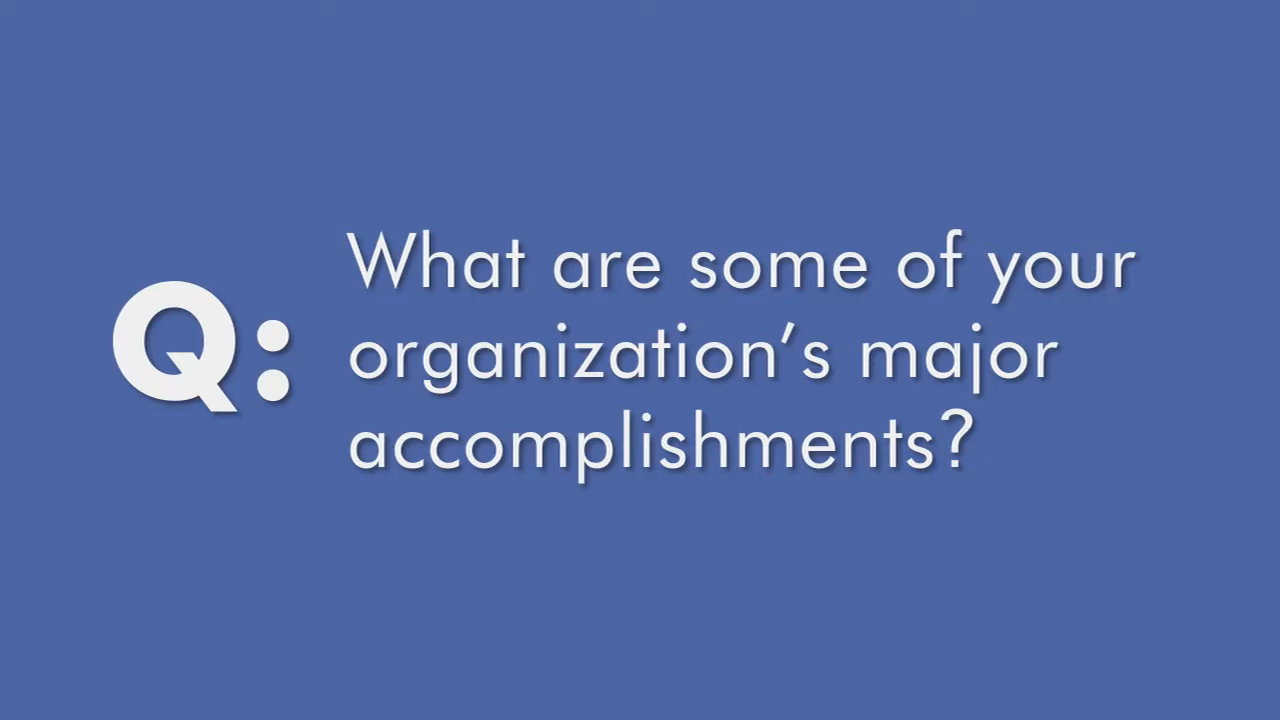 Q:
What are some of your
organization's major
accomplishments?